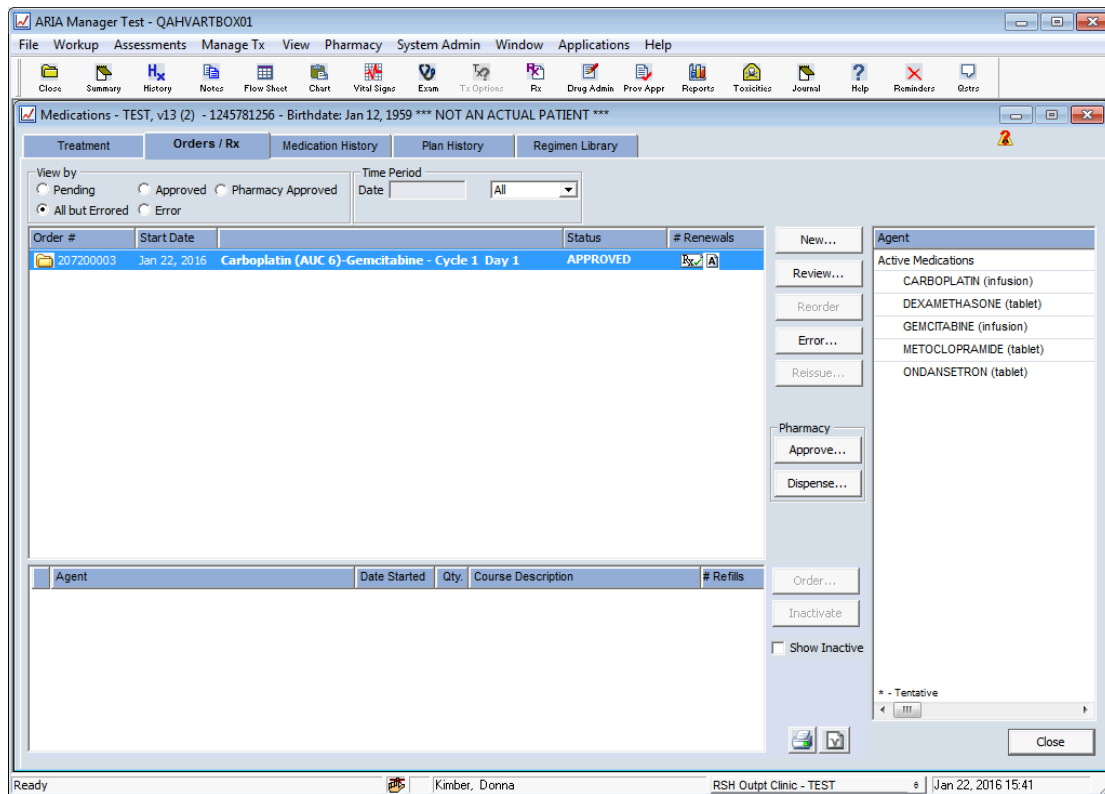 ARIA Manager Test - QAHVARTBOX01
File Workup Assessments Manage Tx View Pharmacy System Admin Window Applications Help
Close Summary History Notes Flow Sheet Chart Vital Signs Exam Tx Options Rx Drug Admin Prov Appr Reports Toxicities Journal Help Reminders Qstrs
Medications - TEST, v13 (2) - 1245781256 - Birthdate: Jan 12, 1959 *** NOT AN ACTUAL PATIENT ***
Treatment Orders / Rx Medication History Plan History Regimen Library
View by Time Period
Pending Approved Pharmacy Approved Date All
All but Errored Error
Order # Start Date Status # Renewals New... Agent
207200003 Jan 22, 2016 Carboplatin (AUC 6)-Gemcitabine - Cycle 1 Day 1 APPROVED Active Medications
Review... CARBOPLATIN (infusion)
Reorder DEXAMETHASONE (tablet)
GEMCITABINE (infusion)
Error... METOCLOPRAMIDE (tablet)
Reissue... ONDANSETRON (tablet)
Pharmacy
Approve...
Dispense...
Agent Date Started Qty. Course Description # Refills Order...
Inactivate
Show Inactive
* - Tentative
Close
Ready Kimber, Donna RSH Outpt Clinic - TEST Jan 22, 2016 15:41